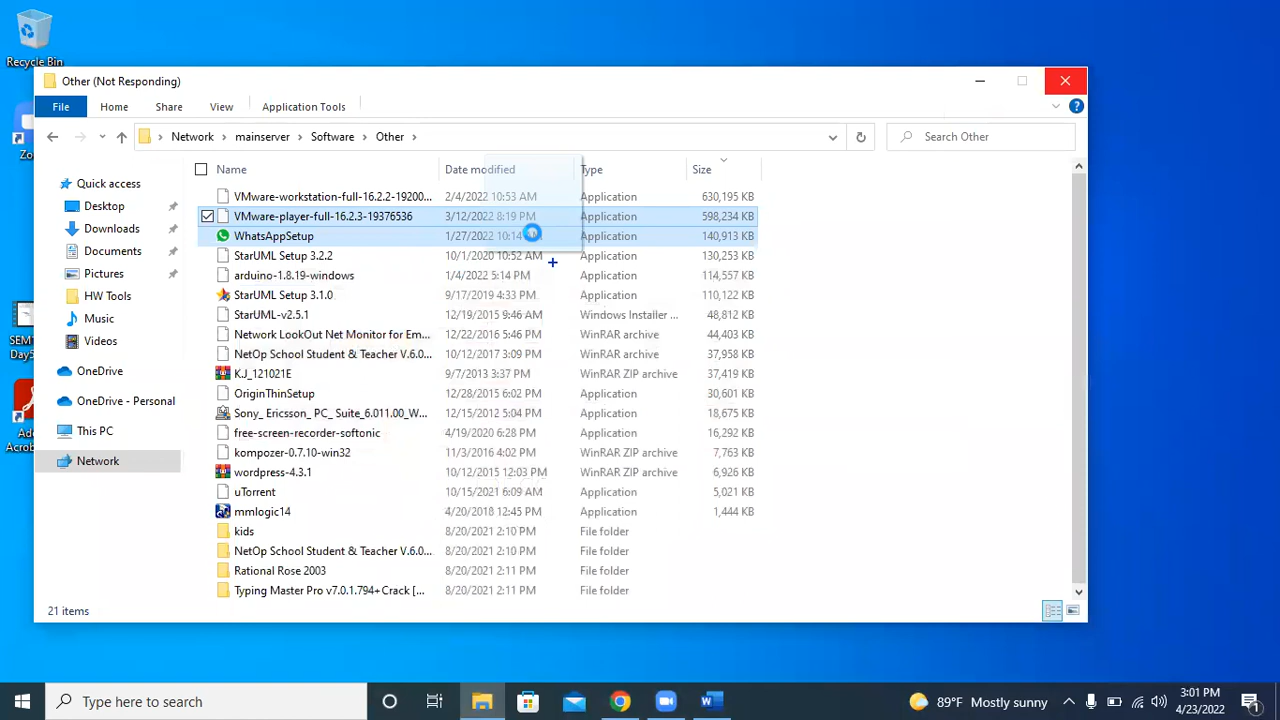 Recycle Bin
Other (Not Responding)
File Home Share View Application Tools
Network mainserver Software Other
Search Other
Name Date modified Type Size
Quick access
Desktop
Downloads
Documents
Pictures
HW Tools
Music
Videos
OneDrive
OneDrive - Personal
This PC
Network
VMware-workstation-full-16.2.2-19200... 2/4/2022 10:53 AM Application 630,195 KB
VMware-player-full-16.2.3-19376536 3/12/2022 8:19 PM Application 598,234 KB
WhatsAppSetup 1/27/2022 10:14 AM Application 140,913 KB
StarUML Setup 3.2.2 10/1/2020 10:52 AM Application 130,253 KB
arduino-1.8.19-windows 1/4/2022 5:14 PM Application 114,557 KB
StarUML Setup 3.1.0 9/17/2019 4:33 PM Application 110,122 KB
StarUML-v2.5.1 12/19/2015 9:46 AM Windows Installer ... 48,812 KB
Network LookOut Net Monitor for Em... 12/22/2016 5:46 PM WinRAR archive 44,403 KB
NetOp School Student & Teacher V.6.0... 10/12/2017 3:09 PM WinRAR archive 37,958 KB
K.J_121021E 9/7/2013 3:37 PM WinRAR ZIP archive 37,419 KB
OriginThinSetup 12/28/2015 6:02 PM Application 30,601 KB
Sony_ Ericsson_ PC_ Suite_6.011.00_W... 12/15/2012 5:04 PM Application 18,675 KB
free-screen-recorder-softonic 4/19/2020 6:28 PM Application 16,292 KB
kompozer-0.7.10-win32 11/3/2016 4:02 PM WinRAR ZIP archive 7,763 KB
wordpress-4.3.1 10/12/2015 12:03 PM WinRAR ZIP archive 6,926 KB
uTorrent 10/15/2021 6:09 AM Application 5,021 KB
mmlogic14 4/20/2018 12:45 PM Application 1,444 KB
kids 8/20/2021 2:10 PM File folder
NetOp School Student & Teacher V.6.0... 8/20/2021 2:10 PM File folder
Rational Rose 2003 8/20/2021 2:11 PM File folder
Typing Master Pro v7.0.1.794+Crack [... 8/20/2021 2:11 PM File folder
21 items
Zo
SEM
Day5
Ad
Acrob
Type here to search
89°F Mostly sunny
3:01 PM
4/23/2022
1